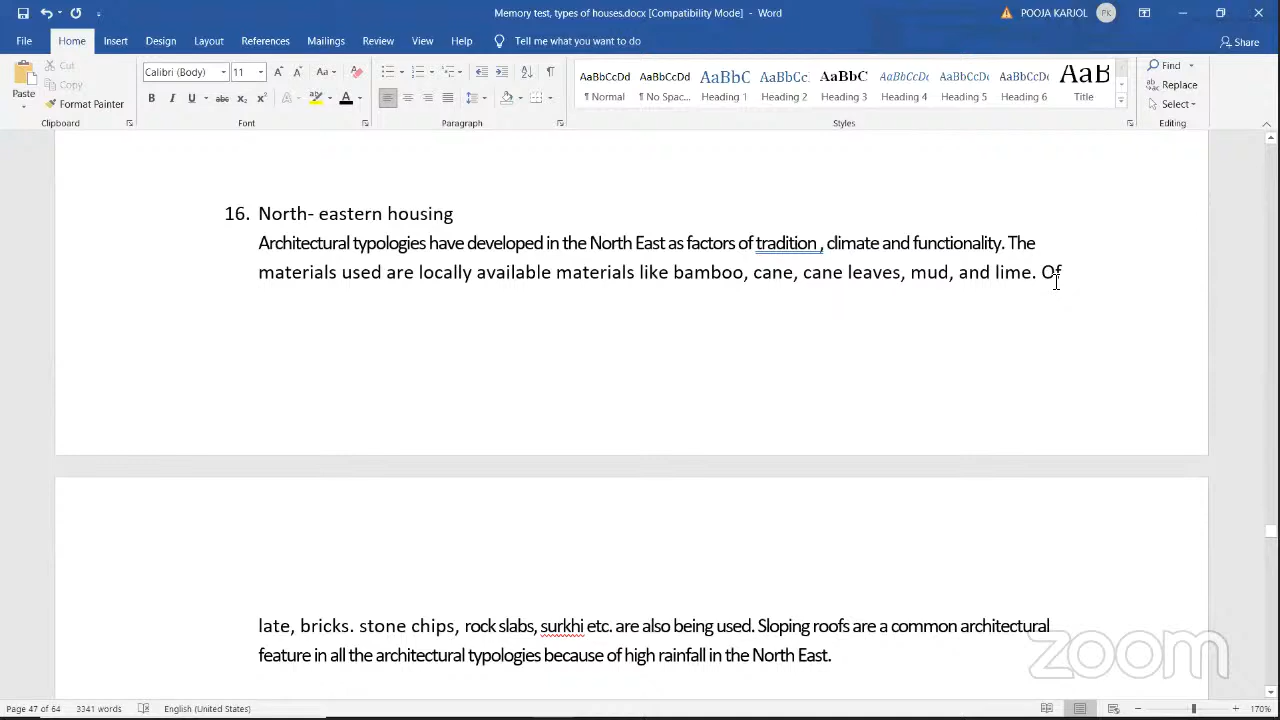 Memory test, types of houses.docx [Compatibility Mode] - Word
POOJA KARJOL PK
File Home Insert Design Layout References Mailings Review View Help Tell me what you want to do Share
Paste
Cut
Copy
Format Painter
Clipboard
Calibri (Body) 11
Font
Paragraph
AaBbCcDd AaBbCcDd AaBbC AaBbCc. AaBbCc AaBbCcDc AaBbCcDc AaBbCcDc AaB
¶ Normal ¶ No Spac... Heading 1 Heading 2 Heading 3 Heading 4 Heading 5 Heading 6 Title
Styles
Find
Replace
Select
Editing
16. North- eastern housing
Architectural typologies have developed in the North East as factors of tradition , climate and functionality. The
materials used are locally available materials like bamboo, cane, cane leaves, mud, and lime. Of
late, bricks. stone chips, rock slabs, surkhi etc. are also being used. Sloping roofs are a common architectural
feature in all the architectural typologies because of high rainfall in the North East.
zoom
Page 47 of 64 3341 words English (United States) 170%